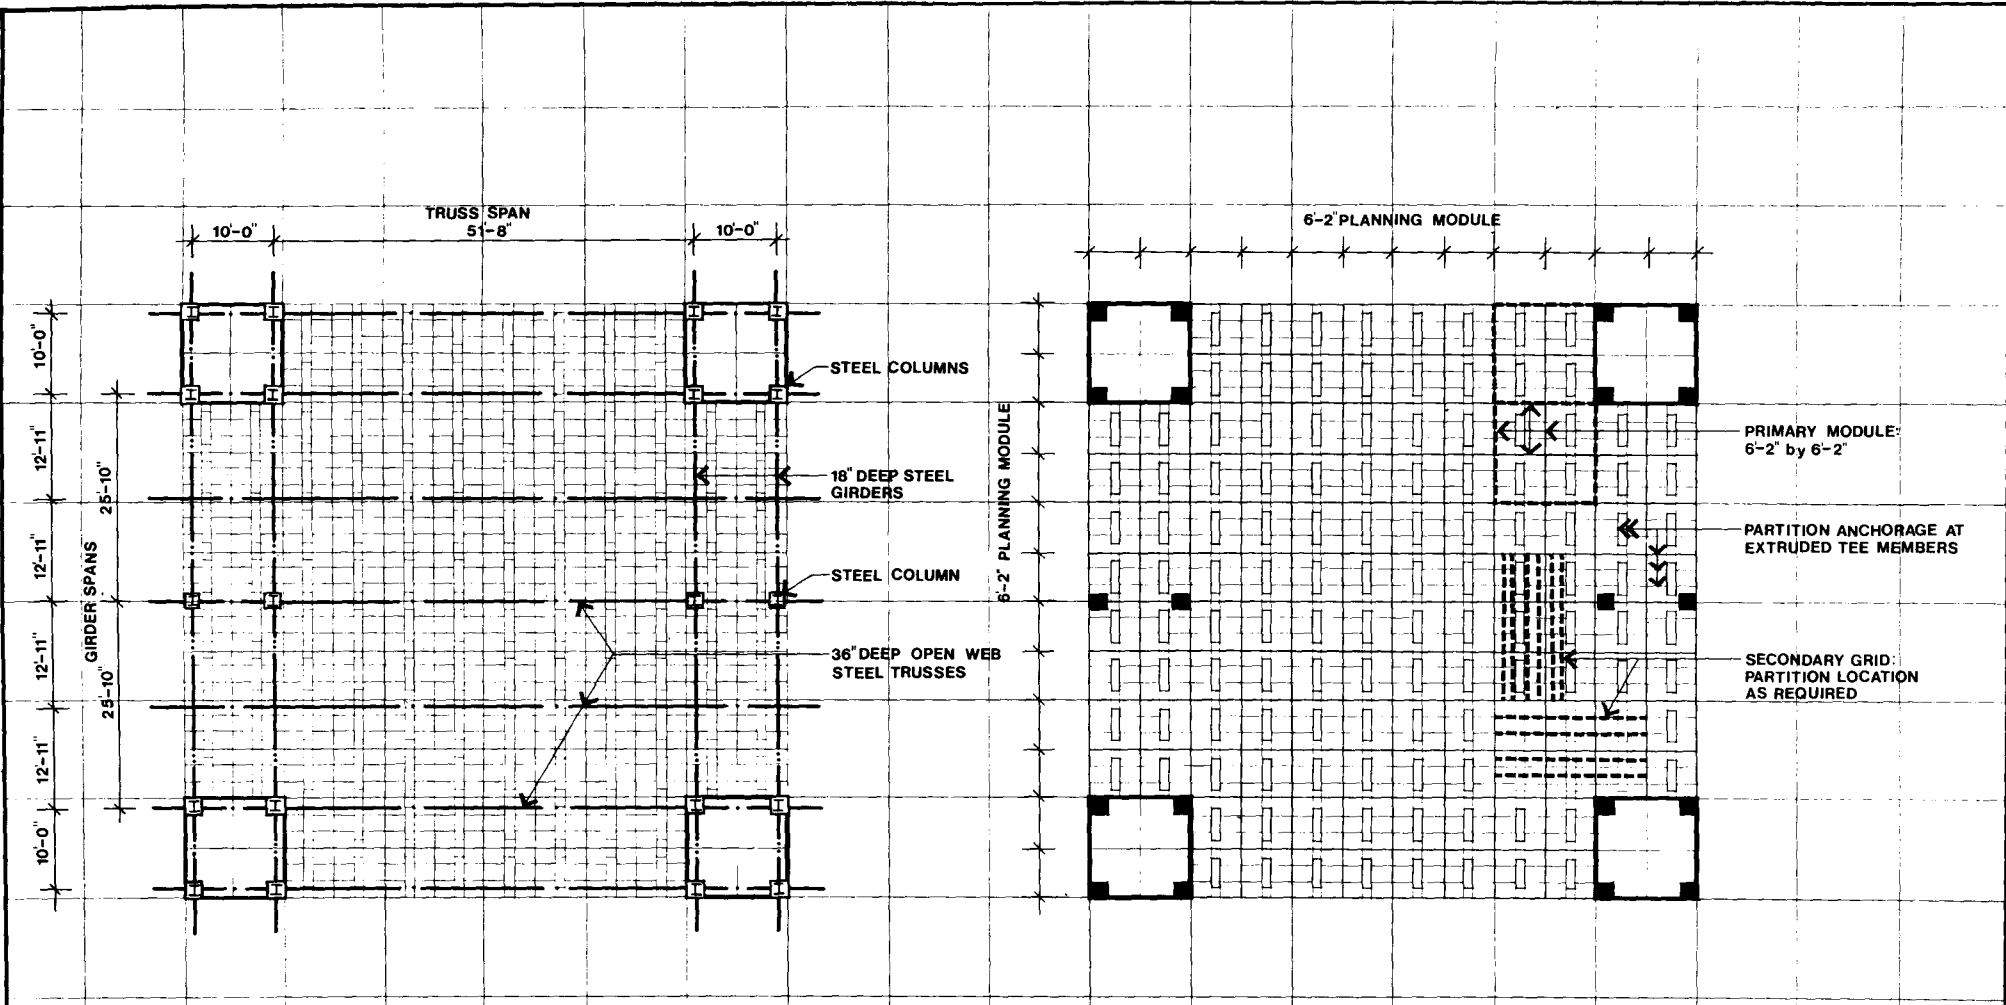 TRUSS SPAN
10'-0"
51'-8"
10'-0"
10'-0"
12'-11"
12'-11"
12'-11"
12'-11"
10'-0"
25'-10"
25'-10"
GIRDER SPANS
STEEL COLUMNS
18" DEEP STEEL
GIRDERS
STEEL COLUMN
36" DEEP OPEN WEB
STEEL TRUSSES
6'-2" PLANNING MODULE
6'-2" PLANNING MODULE
PRIMARY MODULE:
6'-2" by 6'-2"
PARTITION ANCHORAGE AT
EXTRUDED TEE MEMBERS
SECONDARY GRID:
PARTITION LOCATION
AS REQUIRED